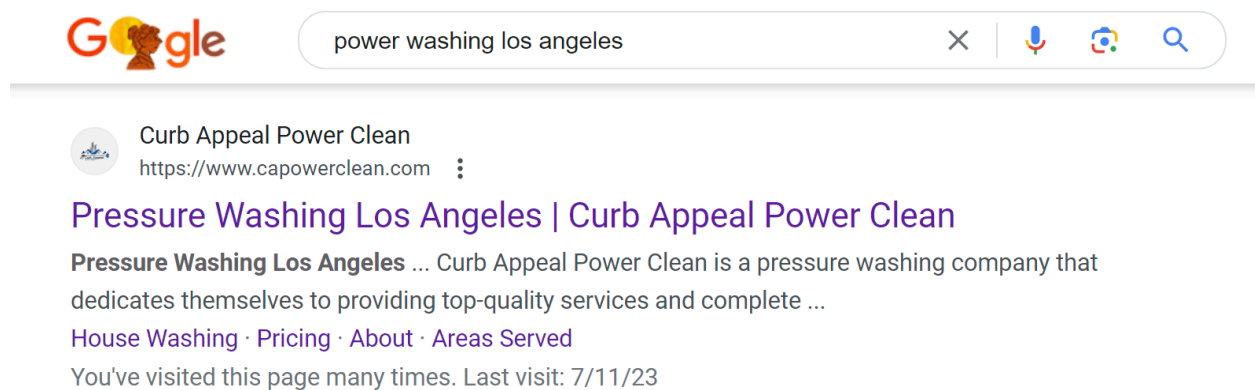 Google
power washing los angeles
Curb Appeal Power Clean
https://www.capowerclean.com
Pressure Washing Los Angeles | Curb Appeal Power Clean
Pressure Washing Los Angeles ... Curb Appeal Power Clean is a pressure washing company that
dedicates themselves to providing top-quality services and complete ...
House Washing · Pricing · About · Areas Served
You've visited this page many times. Last visit: 7/11/23